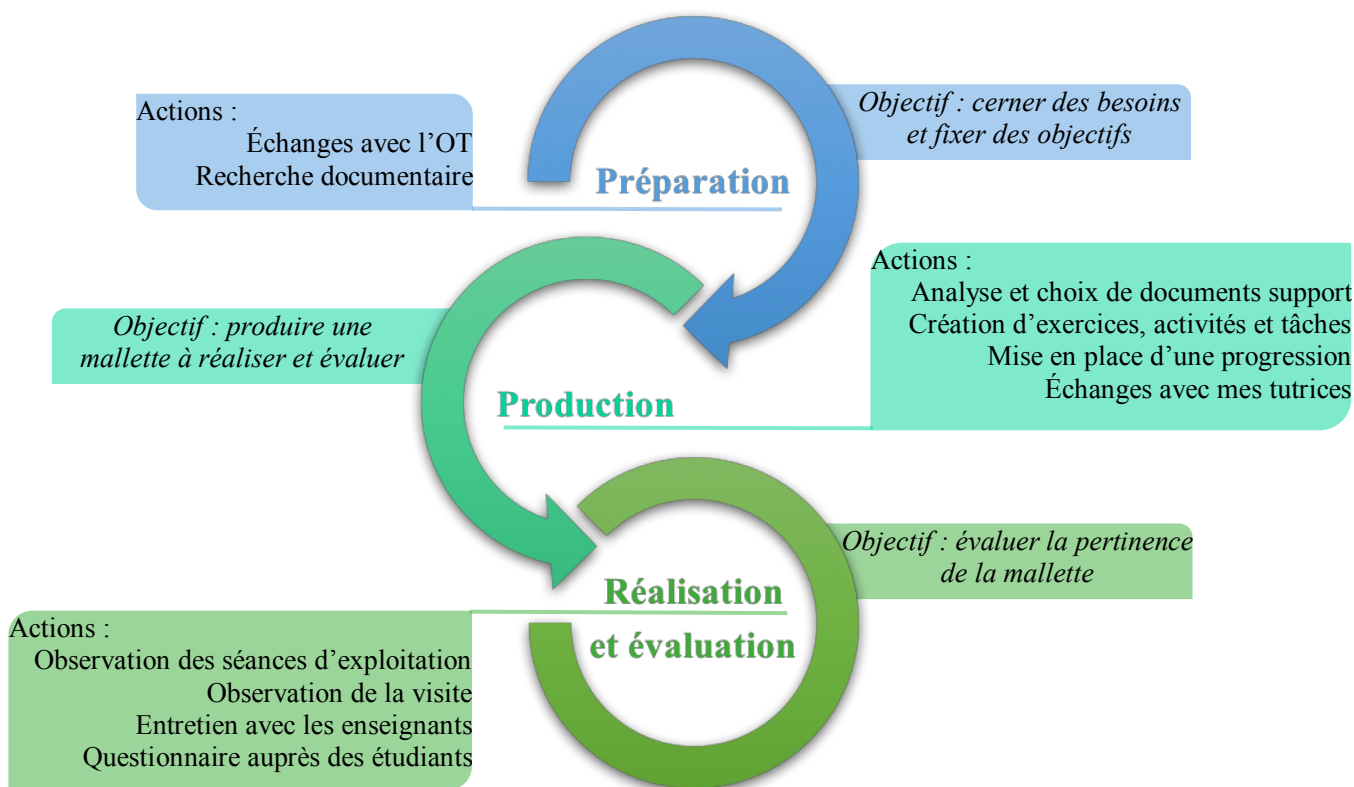 Actions :
Échanges avec l’OT
Recherche documentaire
Préparation
Objectif : cerner des besoins
et fixer des objectifs
Objectif : produire une
mallette à réaliser et évaluer
Production
Actions :
Analyse et choix de documents support
Création d’exercices, activités et tâches
Mise en place d’une progression
Échanges avec mes tutrices
Objectif : évaluer la pertinence
de la mallette
Réalisation
et évaluation
Actions :
Observation des séances d’exploitation
Observation de la visite
Entretien avec les enseignants
Questionnaire auprès des étudiants